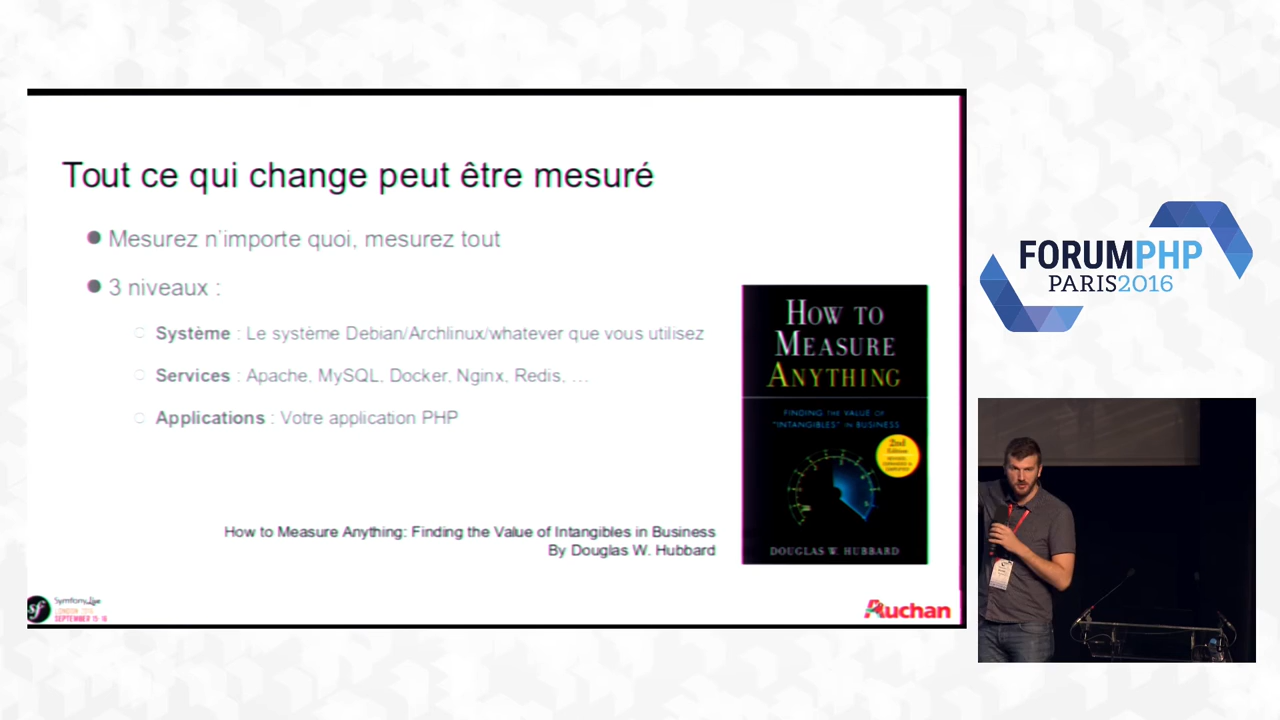 Tout ce qui change peut être mesuré
Mesurez n'importe quoi, mesurez tout
3 niveaux :
Système : Le système Debian/Archlinux/whatever que vous utilisez
Services : Apache, MySQL, Docker, Nginx, Redis, …
Applications : Votre application PHP
HOW TO
MEASURE
ANYTHING
FINDING THE VALUE OF
"INTANGIBLES" IN BUSINESS
2nd
Edition
DOUGLAS W. HUBBARD
How to Measure Anything: Finding the Value of Intangibles in Business
By Douglas W. Hubbard
sf
SymfonyLive
SEPTEMBER 15-16
Auchan
FORUMPHP
PARIS2016